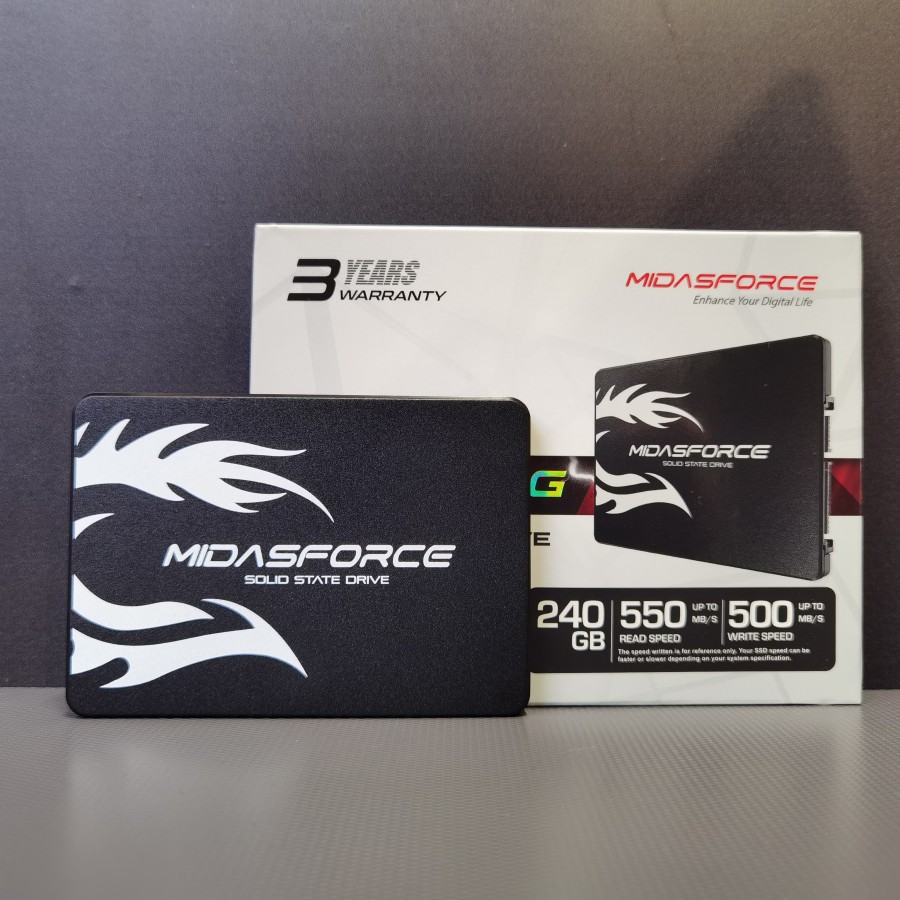 3 YEARS
WARRANTY
MIDASFORCE
Enhance Your Digital Life
MIDASFORCE
SOLID STATE DRIVE
G
VE
240
GB
550 UP TO
MB/S
READ SPEED
500 UP TO
MB/S
WRITE SPEED
The speed written is for reference only. Your SSD speed can be
faster or slower depending on your system specification.
MIDASFORCE
SOLID STATE DRIVE